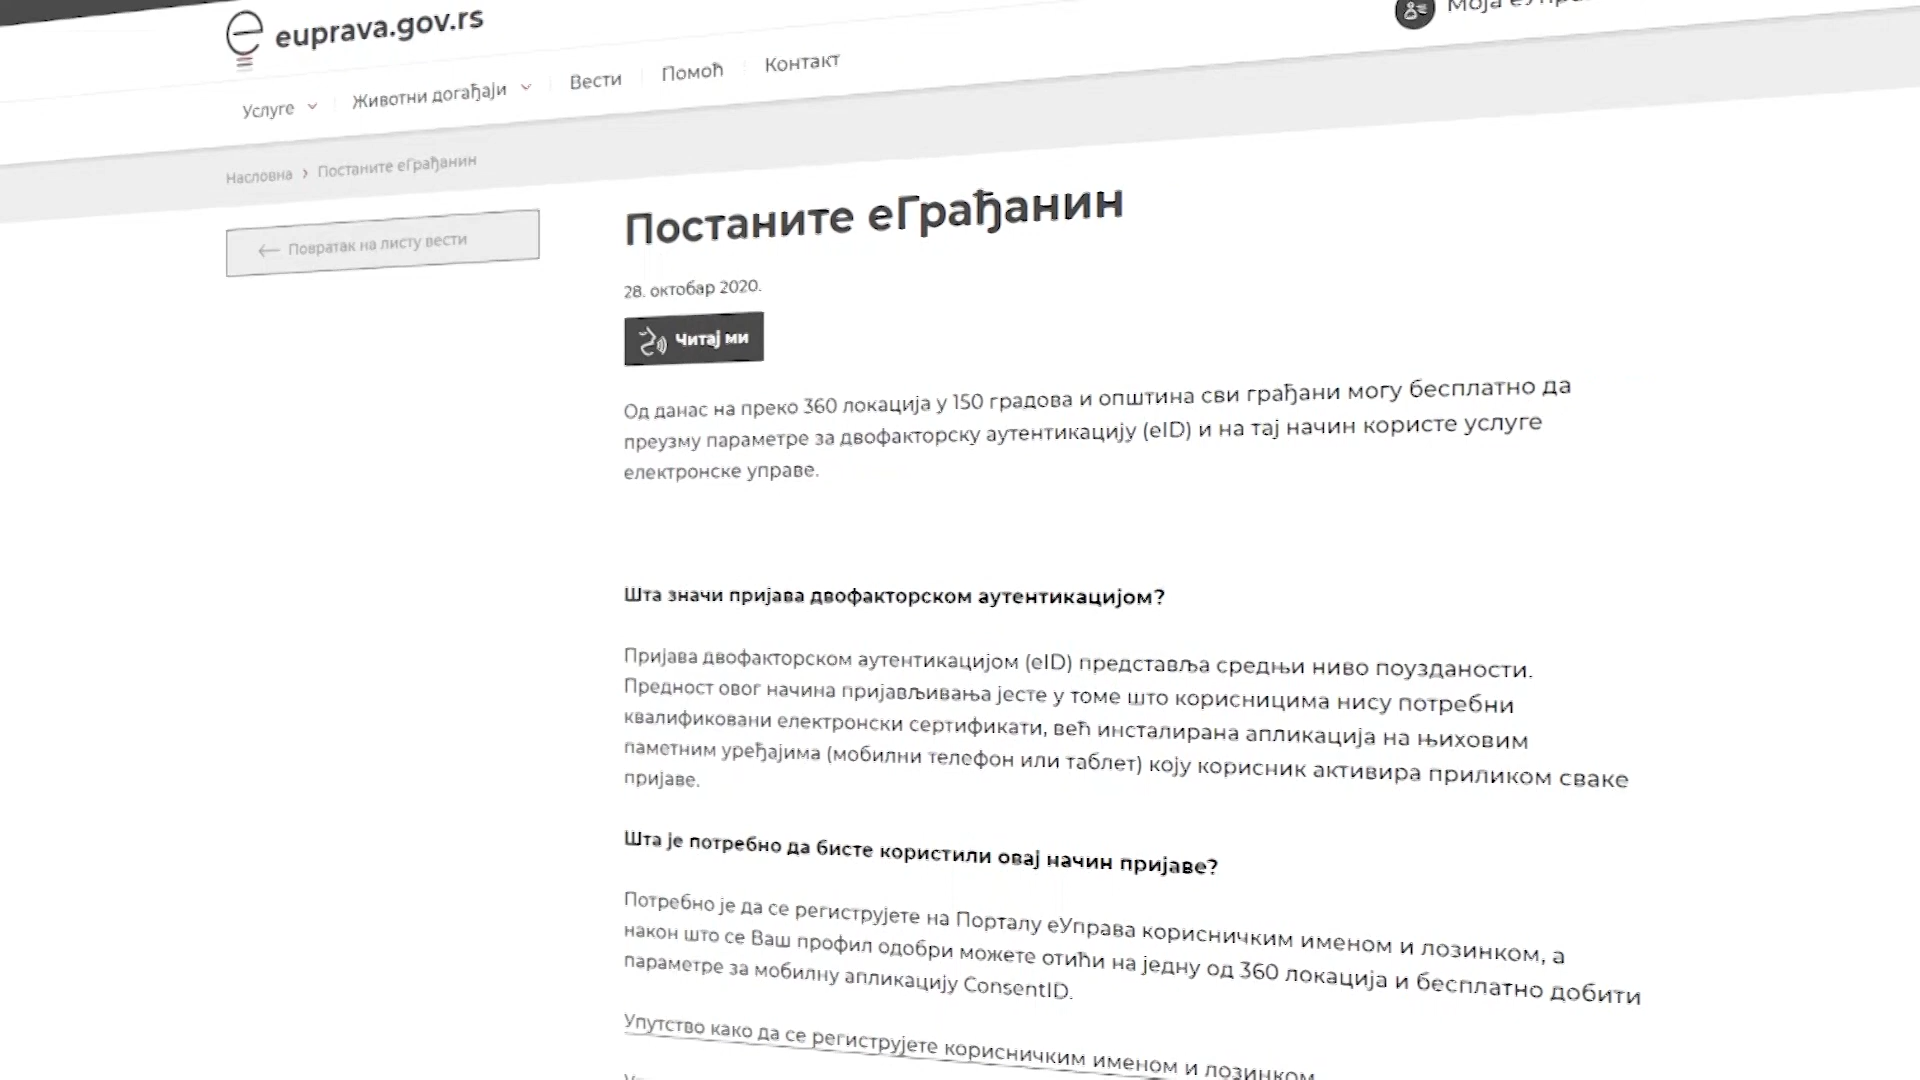 euprava.gov.rs
Услуге
Животни догађаји
Вести
Помоћ
Контакт
Моја
Насловна > Постаните еГрађанин
← Повратак на листу вести
Постаните еГрађанин
28. октобар 2020.
Читај ми
Од данас на преко 360 локација у 150 градова и општина сви грађани могу бесплатно да
преузму параметре за двофакторску аутентикацију (eID) и на тај начин користе услуге
електронске управе.
Шта значи пријава двофакторском аутентикацијом?
Пријава двофакторском аутентикацијом (eID) представља средњи ниво поузданости.
Предност овог начина пријављивања јесте у томе што корисницима нису потребни
квалификовани електронски сертификати, већ инсталирана апликација на њиховим
паметним уређајима (мобилни телефон или таблет) коју корисник активира приликом сваке
пријаве.
Шта је потребно да бисте користили овај начин пријаве?
Потребно је да се региструјете на Порталу еУправа корисничким именом и лозинком, а
након што се Ваш профил одобри можете отићи на једну од 360 локација и бесплатно добити
параметре за мобилну апликацију ConsentID.
Упутство како да се региструјете корисничким именом и лозинком